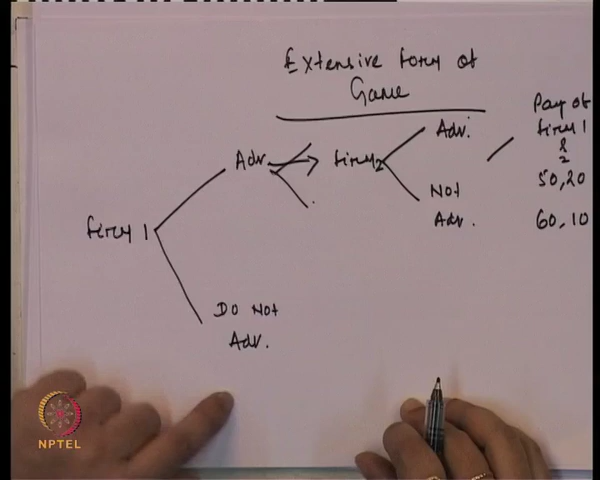 Extensive form of
Game
Pay of
firm 1
&
2
Adv.
Adv.
firm 2
50, 20
Not
Adv.
60, 10
firm 1
Do Not
Adv.
NPTEL